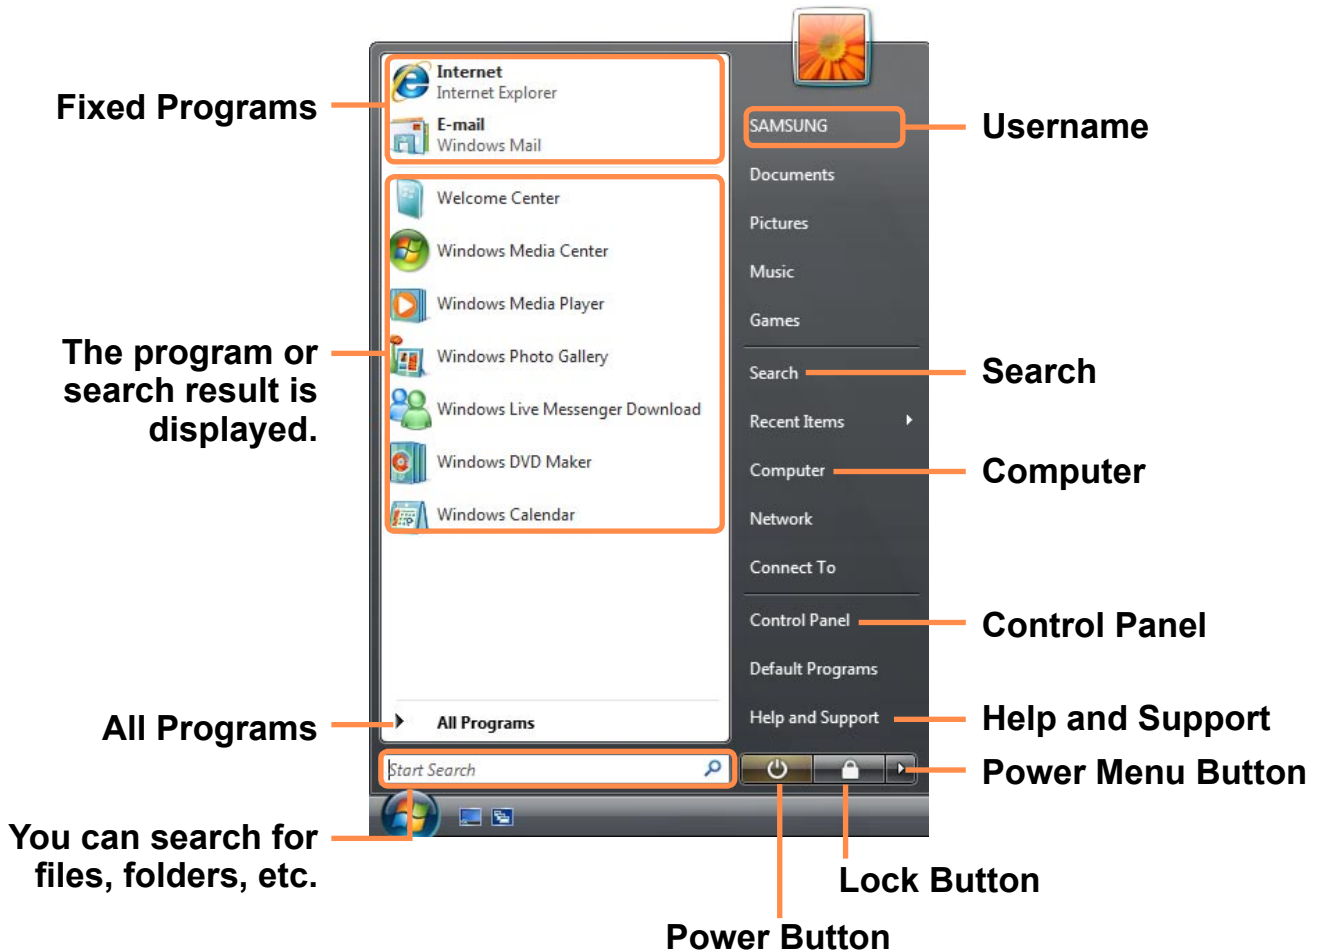 Fixed Programs
The program or
search result is
displayed.
All Programs
You can search for
files, folders, etc.
Internet
Internet Explorer
E-mail
Windows Mail
Welcome Center
Windows Media Center
Windows Media Player
Windows Photo Gallery
Windows Live Messenger Download
Windows DVD Maker
Windows Calendar
All Programs
Start Search
SAMSUNG
Documents
Pictures
Music
Games
Search
Recent Items
Computer
Network
Connect To
Control Panel
Default Programs
Help and Support
Username
Search
Computer
Control Panel
Help and Support
Power Menu Button
Lock Button
Power Button